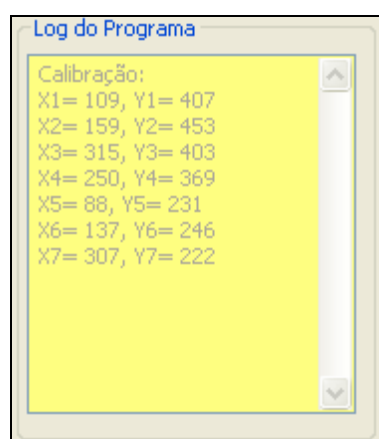 Log do Programa
Calibração:
X1= 109, Y1= 407
X2= 159, Y2= 453
X3= 315, Y3= 403
X4= 250, Y4= 369
X5= 88, Y5= 231
X6= 137, Y6= 246
X7= 307, Y7= 222